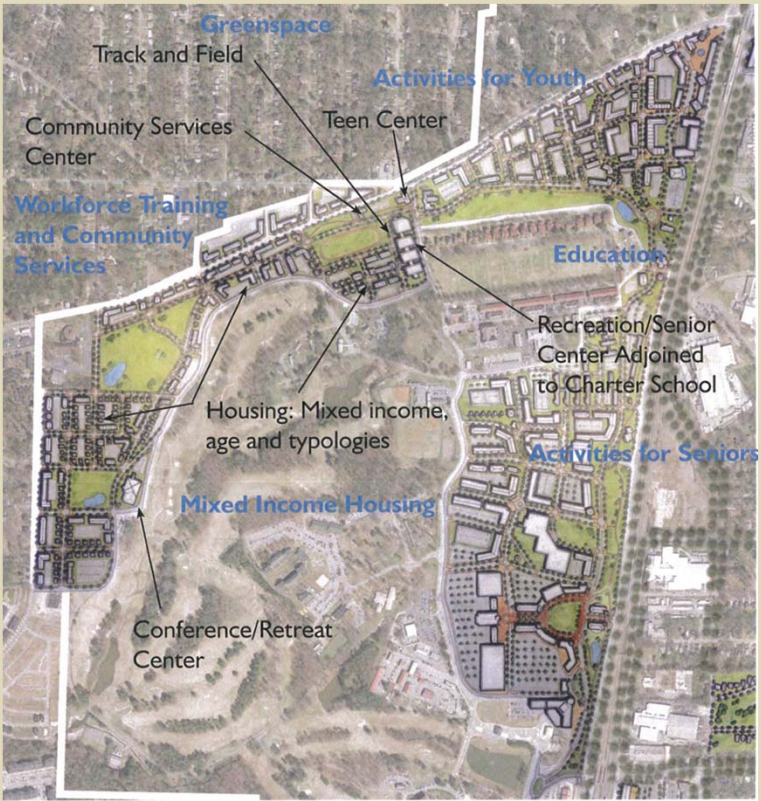 Greenspace
Track and Field
Activities for Youth
Teen Center
Community Services
Center
Workforce Training
and Community
Services
Education
Recreation/Senior
Center Adjoined
to Charter School
Housing: Mixed income,
age and typologies
Activities for Seniors
Mixed Income Housing
Conference/Retreat
Center